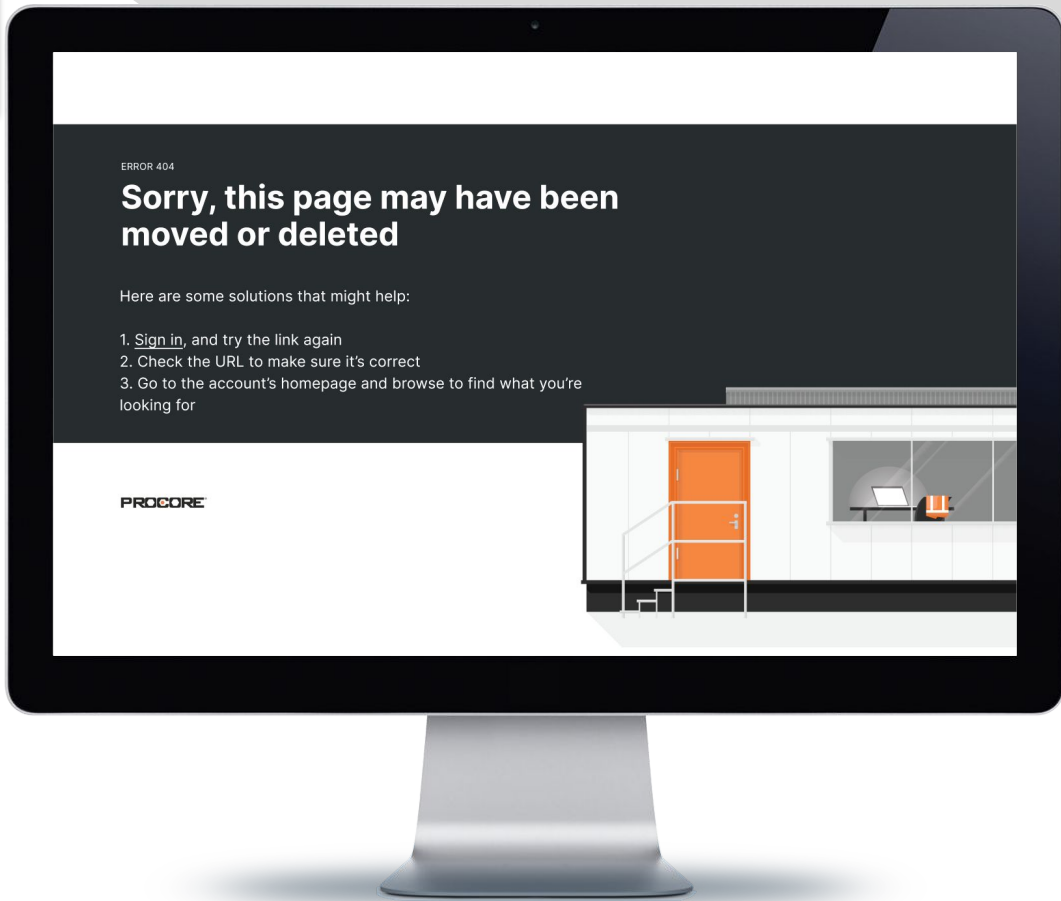 ERROR 404
Sorry, this page may have been
moved or deleted
Here are some solutions that might help:
1. Sign in, and try the link again
2. Check the URL to make sure it’s correct
3. Go to the account’s homepage and browse to find what you’re
looking for
PROCORE